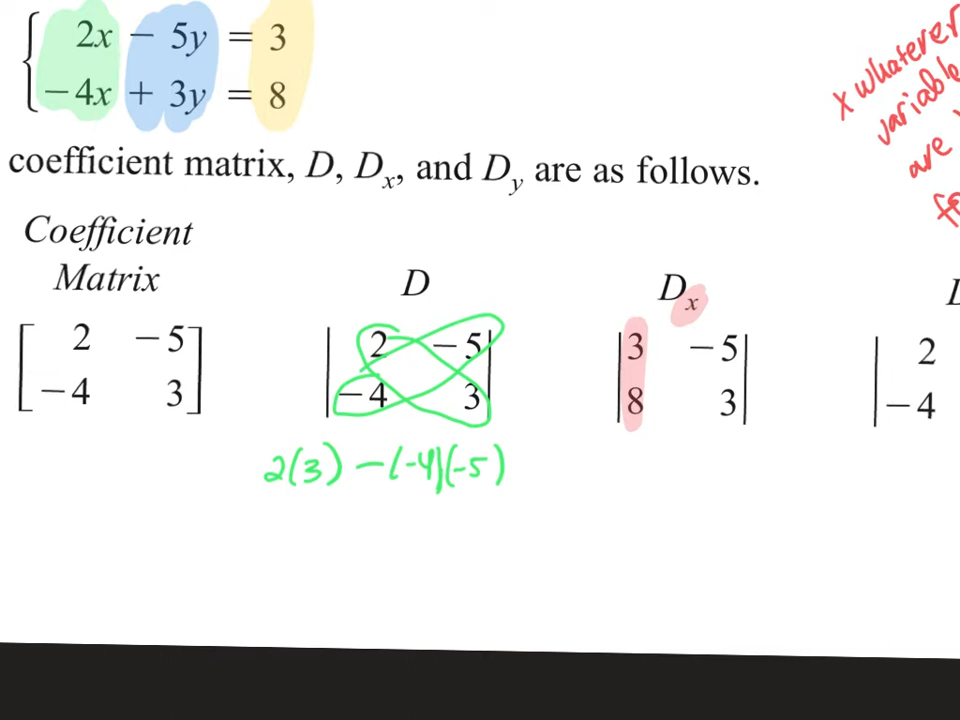 2x − 5y = 3
−4x + 3y = 8
x whatever
variable
are
coefficient matrix, D, Dₓ, and Dᵧ are as follows.
Coefficient
Matrix
D
Dₓ
2 −5
−4 3
2 −5
−4 3
3 −5
8 3
2
−4
2(3) − (−4)(−5)